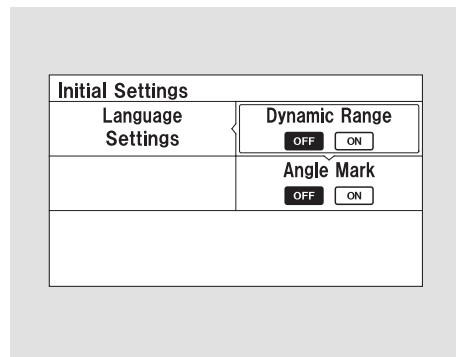 Initial Settings
Language
Settings
Dynamic Range
OFF ON
Angle Mark
OFF ON